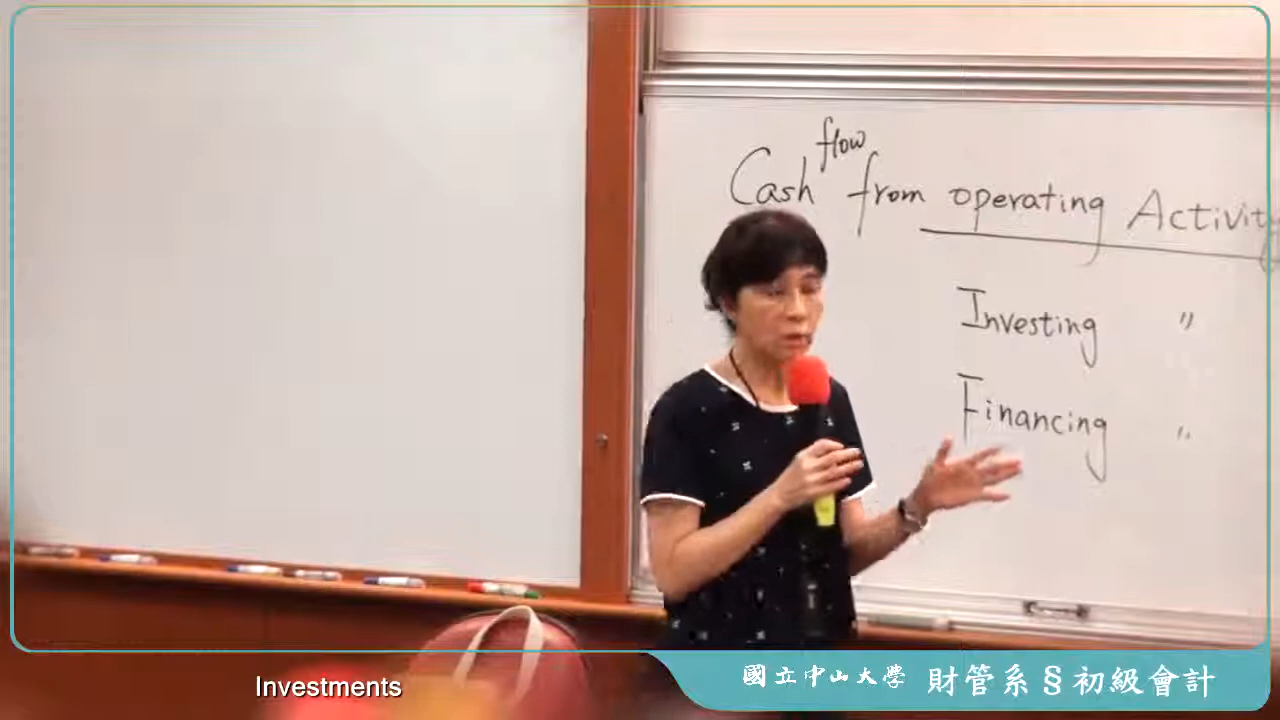 Cash flow from operating Activity
Investing "
Financing "
Investments
國立中山大學 財管系§初級會計